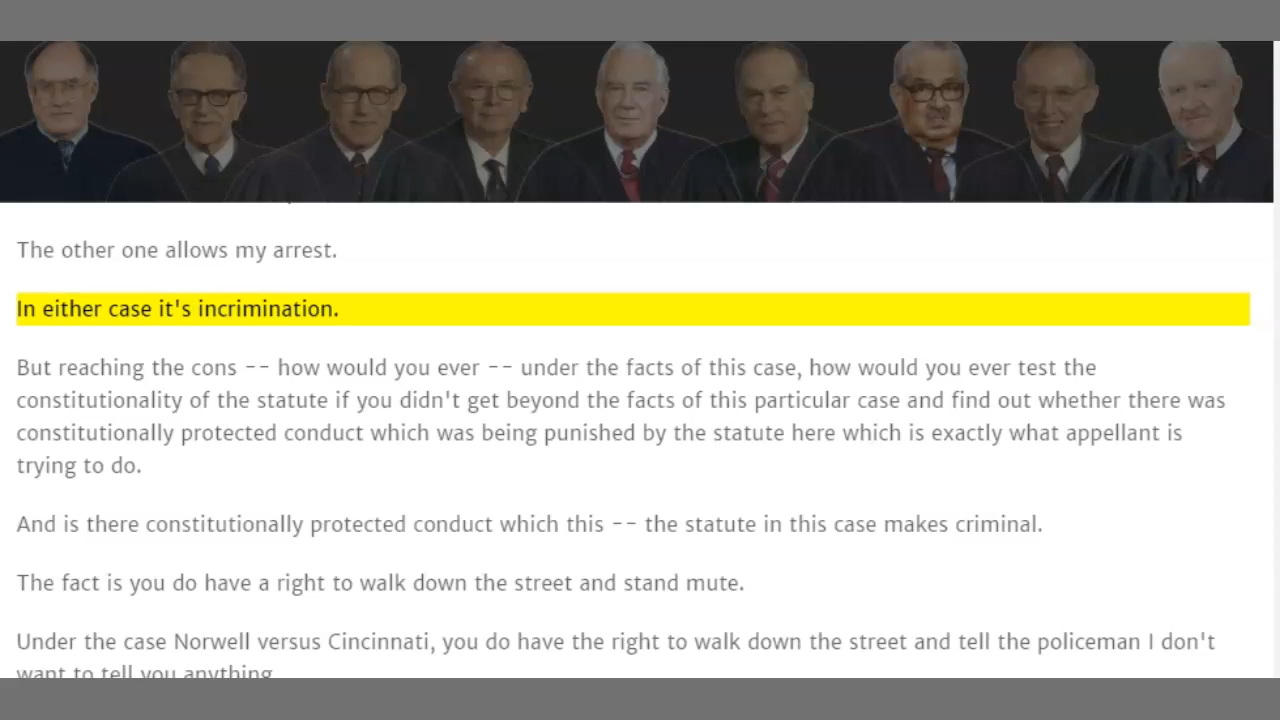 The other one allows my arrest.
In either case it's incrimination.
But reaching the cons -- how would you ever -- under the facts of this case, how would you ever test the
constitutionality of the statute if you didn't get beyond the facts of this particular case and find out whether there was
constitutionally protected conduct which was being punished by the statute here which is exactly what appellant is
trying to do.
And is there constitutionally protected conduct which this -- the statute in this case makes criminal.
The fact is you do have a right to walk down the street and stand mute.
Under the case Norwell versus Cincinnati, you do have the right to walk down the street and tell the policeman I don't
want to tell you anything